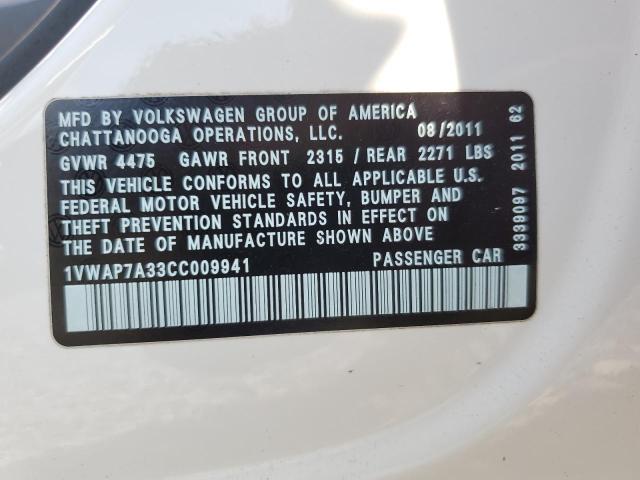 MFD BY VOLKSWAGEN GROUP OF AMERICA
CHATTANOOGA OPERATIONS, LLC. 08/2011
GVWR 4475 GAWR FRONT 2315 / REAR 2271 LBS
THIS VEHICLE CONFORMS TO ALL APPLICABLE U.S.
FEDERAL MOTOR VEHICLE SAFETY, BUMPER AND
THEFT PREVENTION STANDARDS IN EFFECT ON
THE DATE OF MANUFACTURE SHOWN ABOVE
1VWAP7A33CC009941 PASSENGER CAR
3339097 2011 62